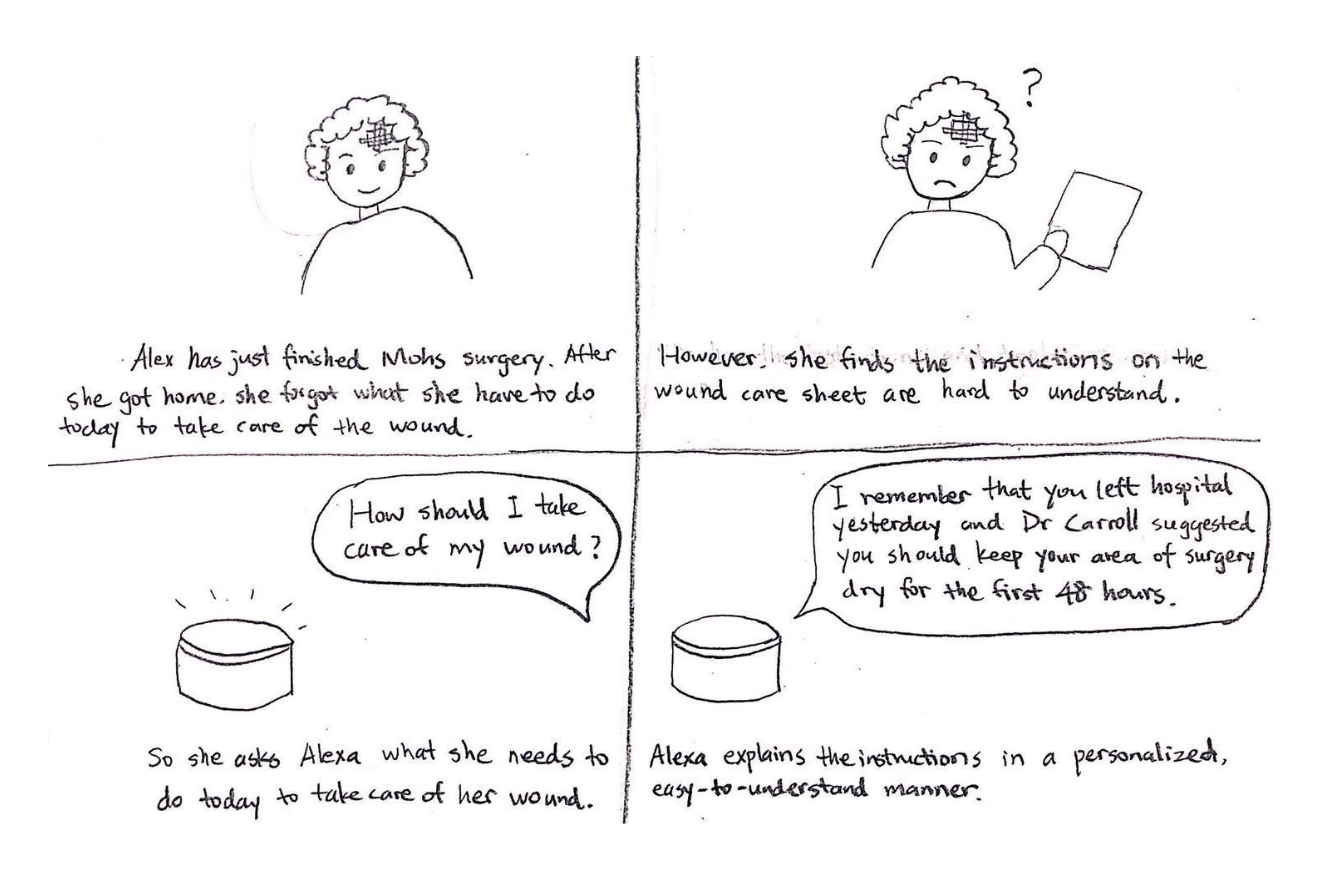 Alex has just finished Mohs surgery. After
she got home. she forgot what she have to do
today to take care of the wound.
?
However, she finds the instructions on the
wound care sheet are hard to understand.
How should I take
care of my wound?
So she asks Alexa what she needs to
do today to take care of her wound.
I remember that you left hospital
yesterday and Dr Carroll suggested
you should keep your area of surgery
dry for the first 48 hours.
Alexa explains the instructions in a personalized,
easy-to-understand manner.